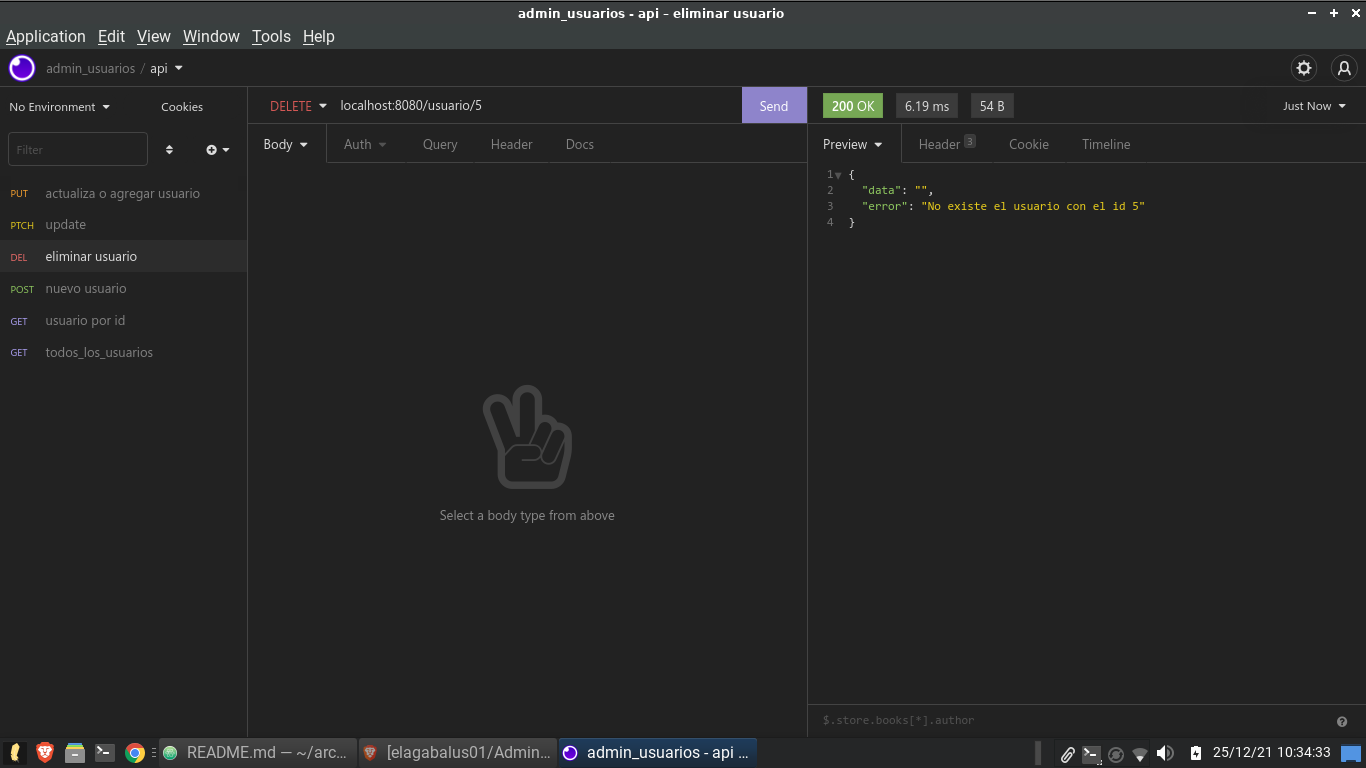 admin_usuarios - api – eliminar usuario
Application Edit View Window Tools Help
admin_usuarios / api
No Environment Cookies
DELETE localhost:8080/usuario/5 Send
200 OK 6.19 ms 54 B Just Now
Filter
Body Auth Query Header Docs
Preview Header 3 Cookie Timeline
PUT actualiza o agregar usuario
PTCH update
DEL eliminar usuario
POST nuevo usuario
GET usuario por id
GET todos_los_usuarios
1 {
2 "data": "",
3 "error": "No existe el usuario con el id 5"
4 }
Select a body type from above
$.store.books[*].author
README.md — ~/arc... [elagabalus01/Admin... admin_usuarios - api ... 25/12/21 10:34:33